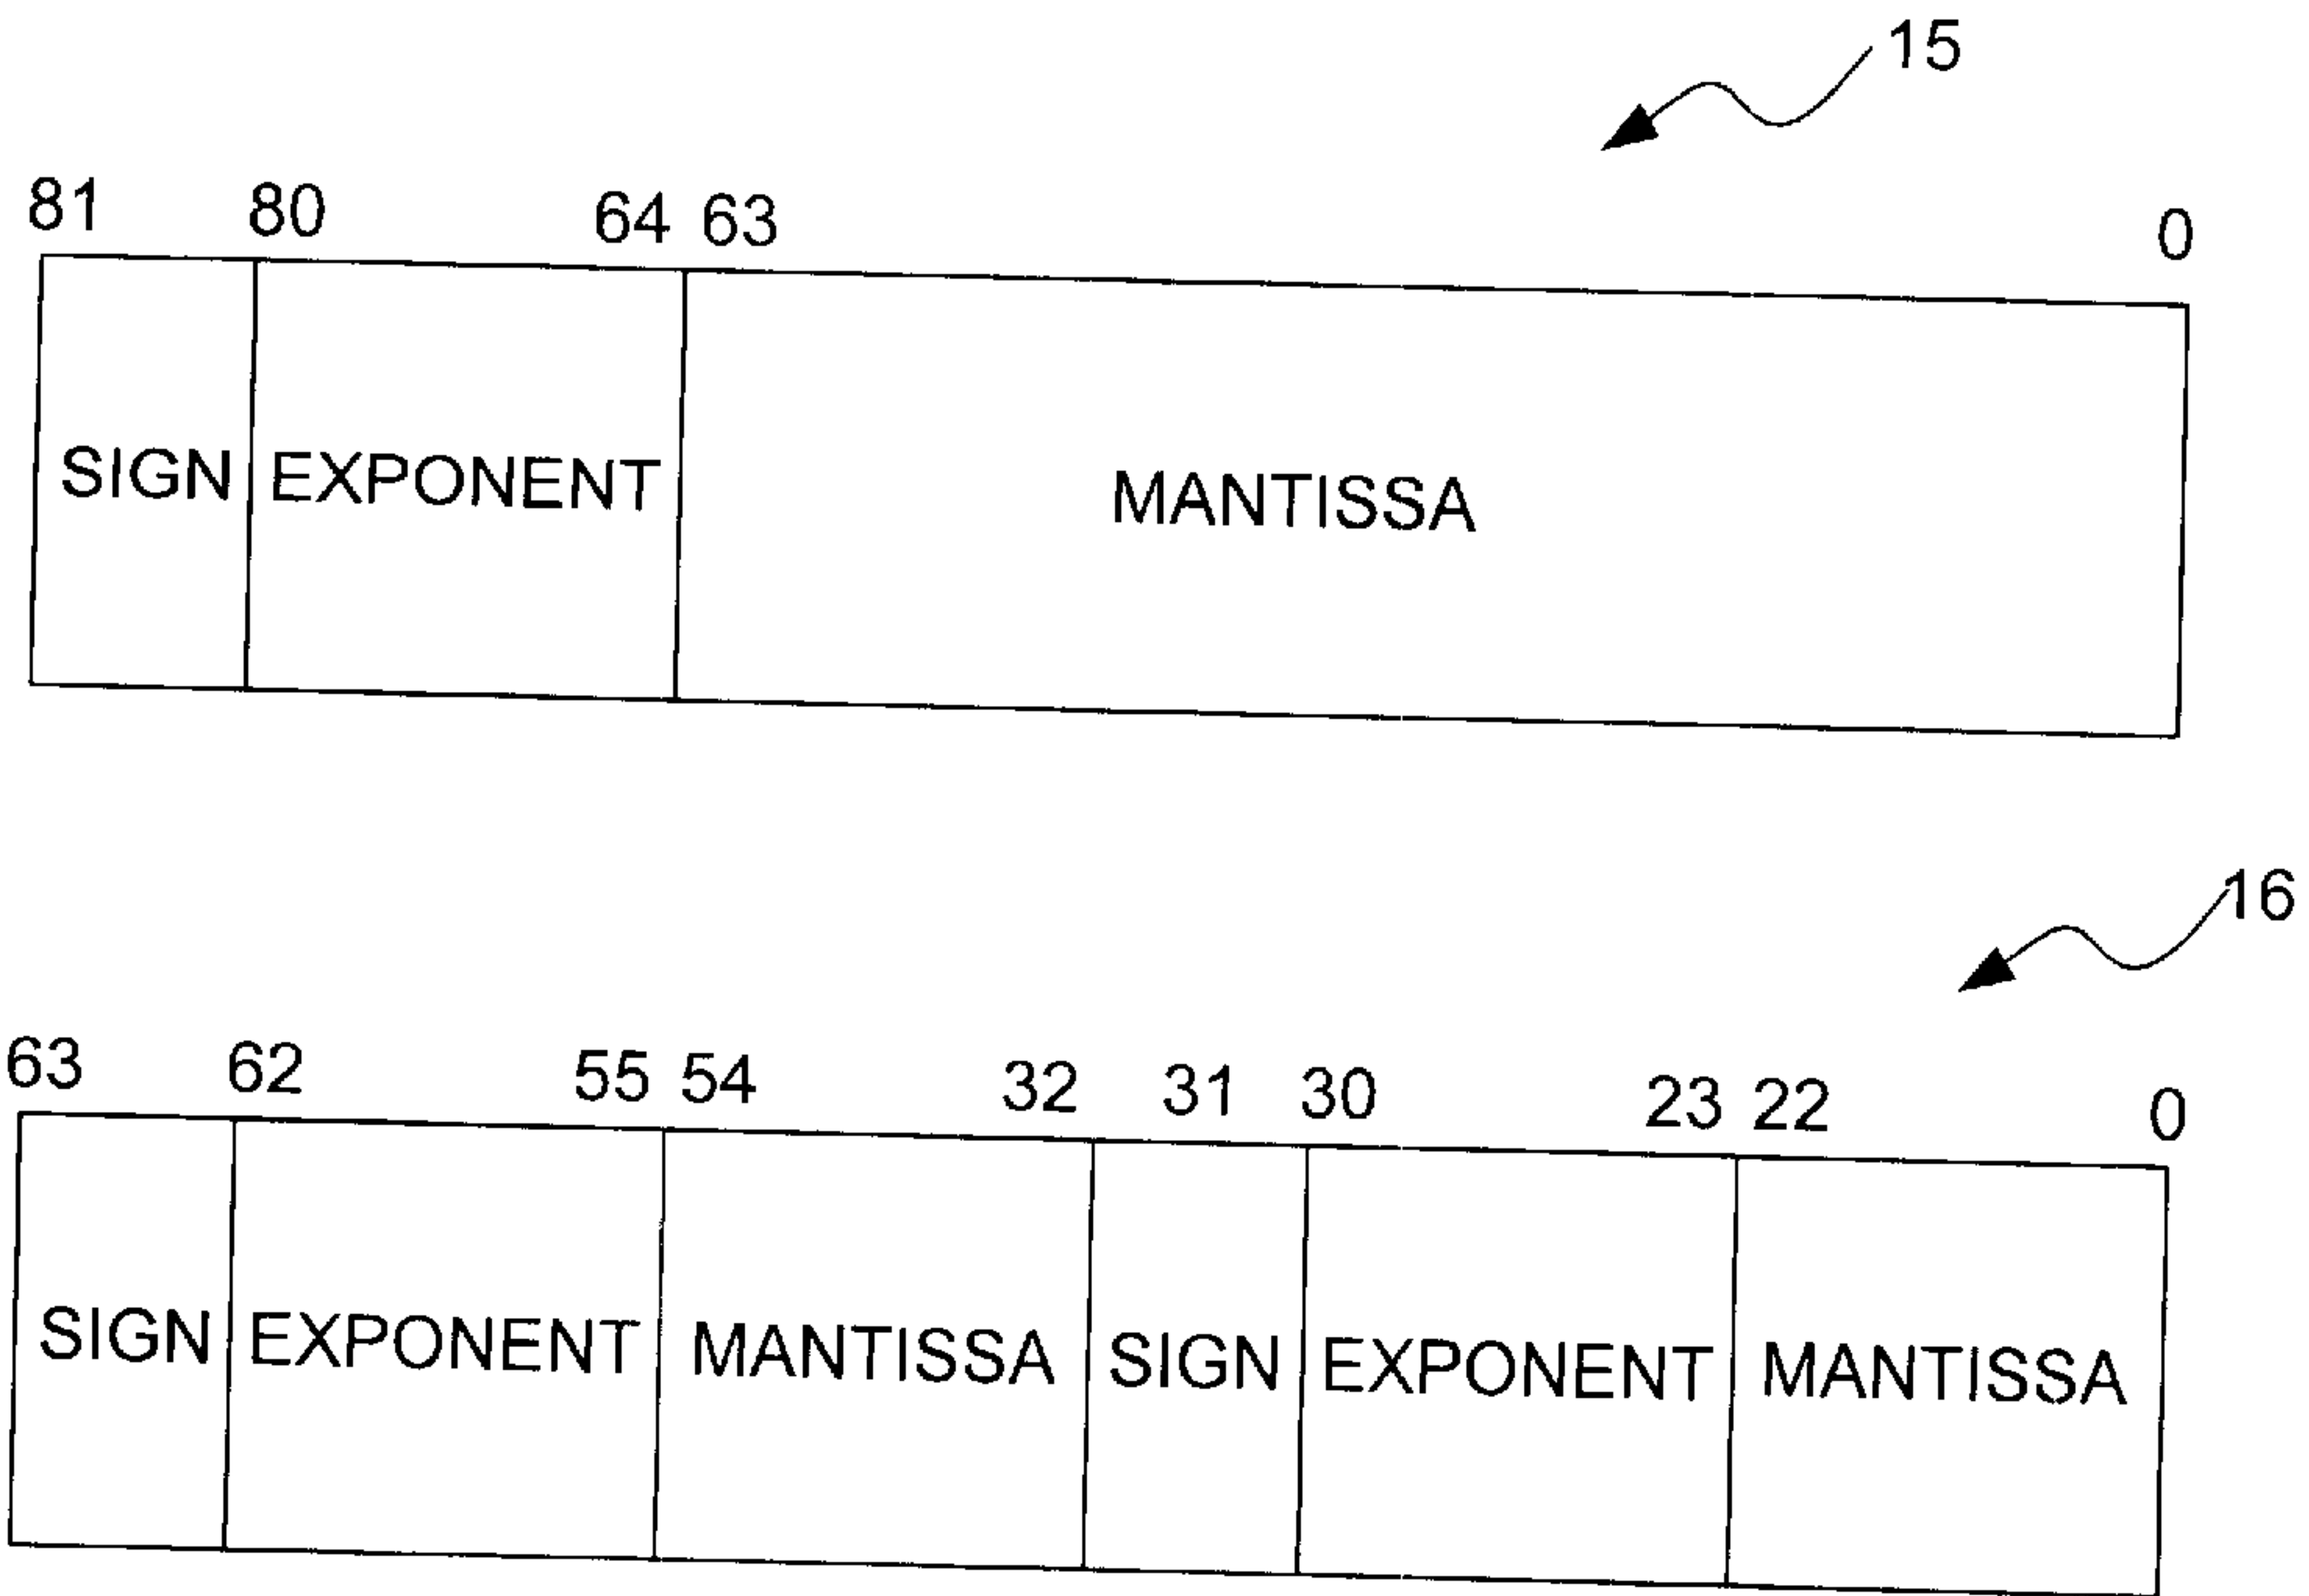 15
81 80 64 63 0
SIGN EXPONENT MANTISSA
16
63 62 55 54 32 31 30 23 22 0
SIGN EXPONENT MANTISSA SIGN EXPONENT MANTISSA